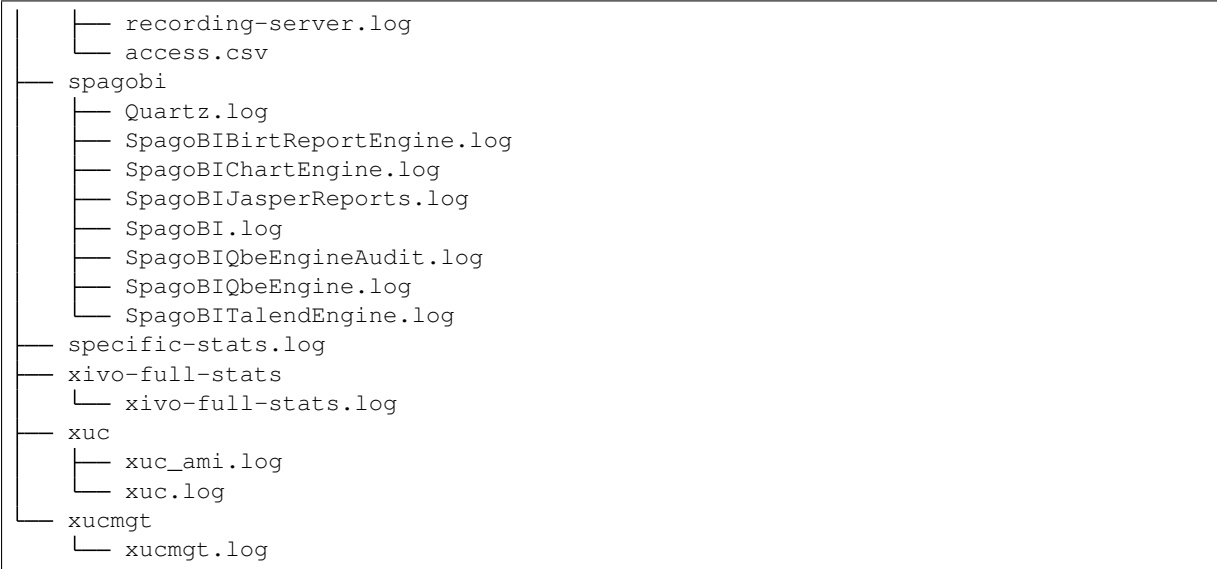 │   ├── recording-server.log
│   └── access.csv
├── spagobi
│   ├── Quartz.log
│   ├── SpagoBIBirtReportEngine.log
│   ├── SpagoBIChartEngine.log
│   ├── SpagoBIJasperReports.log
│   ├── SpagoBI.log
│   ├── SpagoBIQbeEngineAudit.log
│   ├── SpagoBIQbeEngine.log
│   └── SpagoBITalendEngine.log
├── specific-stats.log
├── xivo-full-stats
│   └── xivo-full-stats.log
├── xuc
│   ├── xuc_ami.log
│   └── xuc.log
└── xucmgt
    └── xucmgt.log